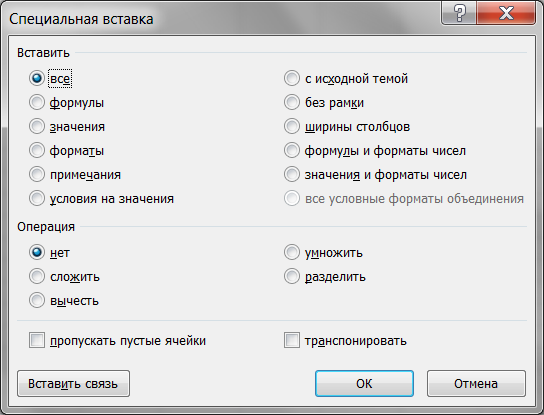 Специальная вставка
Вставить
все
с исходной темой
формулы
без рамки
значения
ширины столбцов
форматы
формулы и форматы чисел
примечания
значения и форматы чисел
условия на значения
все условные форматы объединения
Операция
нет
умножить
сложить
разделить
вычесть
пропускать пустые ячейки
транспонировать
Вставить связь
ОК
Отмена